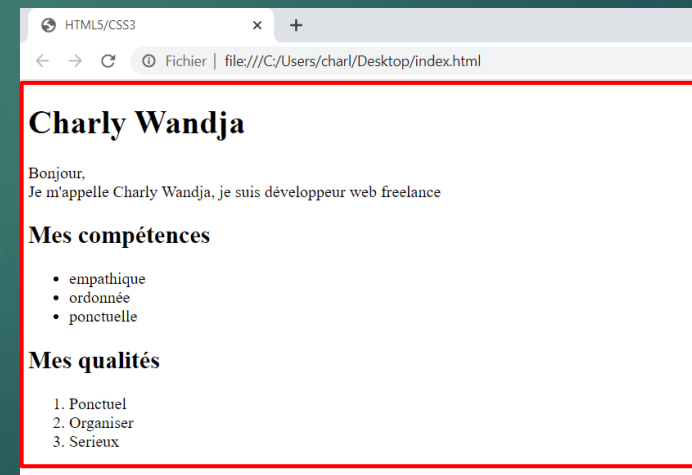 HTML5/CSS3
Fichier | file:///C:/Users/charl/Desktop/index.html
Charly Wandja
Bonjour,
Je m'appelle Charly Wandja, je suis développeur web freelance
Mes compétences
• empathique
• ordonnée
• ponctuelle
Mes qualités
1. Ponctuel
2. Organiser
3. Serieux